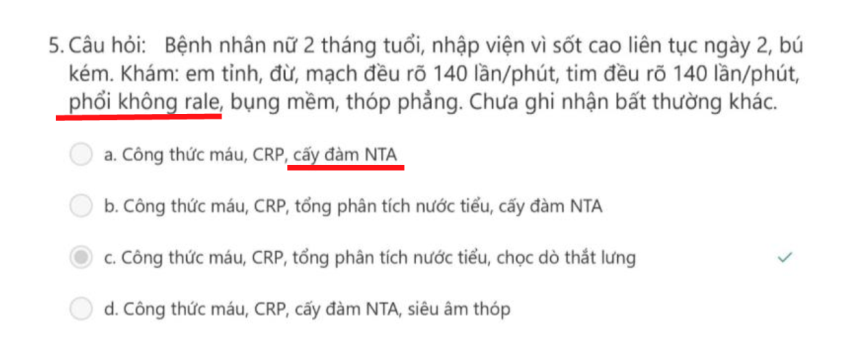 5. Câu hỏi: Bệnh nhân nữ 2 tháng tuổi, nhập viện vì sốt cao liên tục ngày 2, bú
kém. Khám: em tỉnh, đừ, mạch đều rõ 140 lần/phút, tim đều rõ 140 lần/phút,
phổi không rale, bụng mềm, thóp phẳng. Chưa ghi nhận bất thường khác.
a. Công thức máu, CRP, cấy đàm NTA
b. Công thức máu, CRP, tổng phân tích nước tiểu, cấy đàm NTA
c. Công thức máu, CRP, tổng phân tích nước tiểu, chọc dò thắt lưng
d. Công thức máu, CRP, cấy đàm NTA, siêu âm thóp